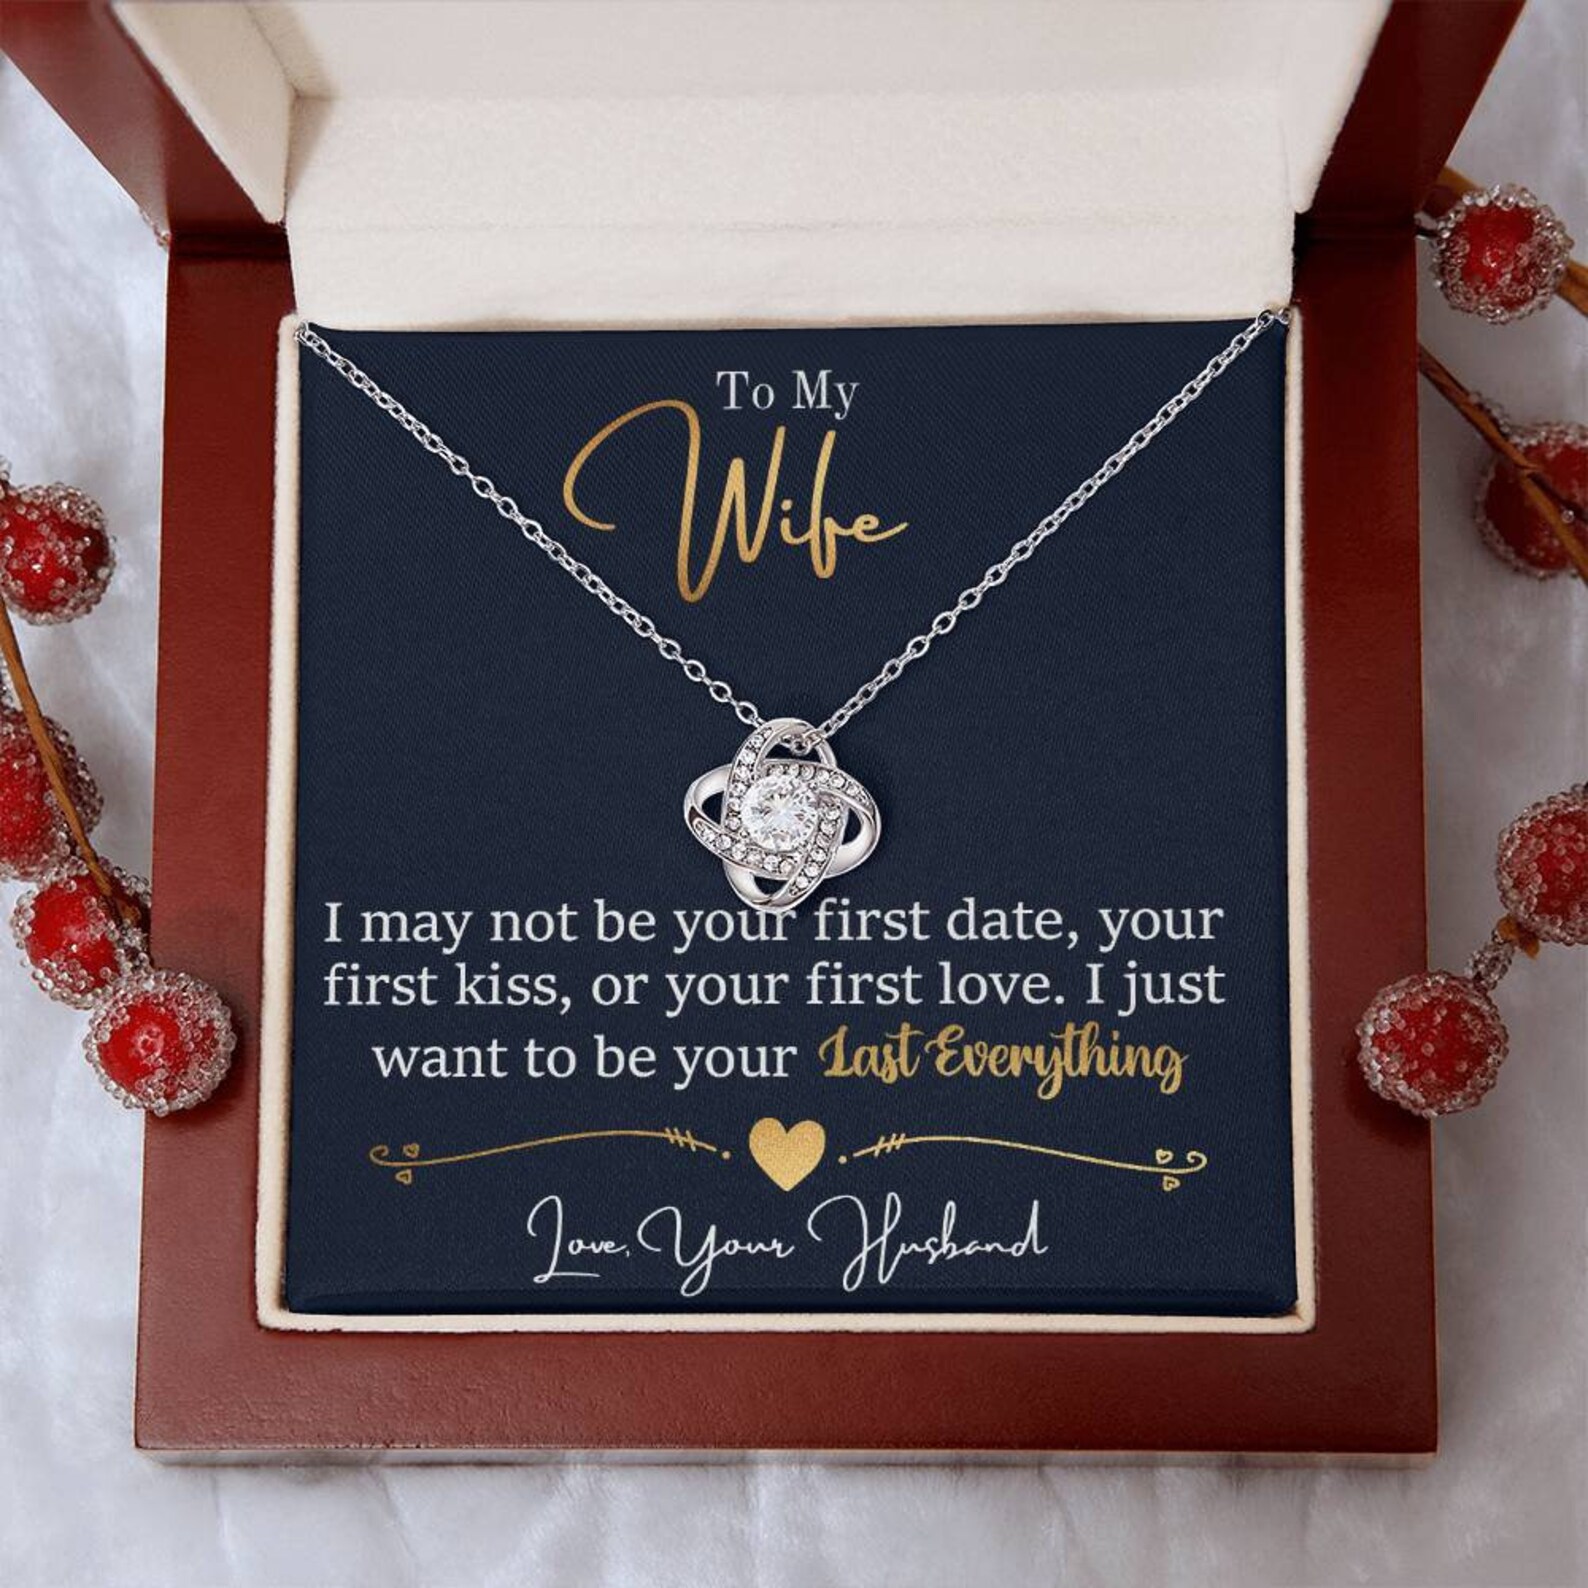 To My
Wife
I may not be your first date, your
first kiss, or your first love. I just
want to be your Last Everything
Love, Your Husband